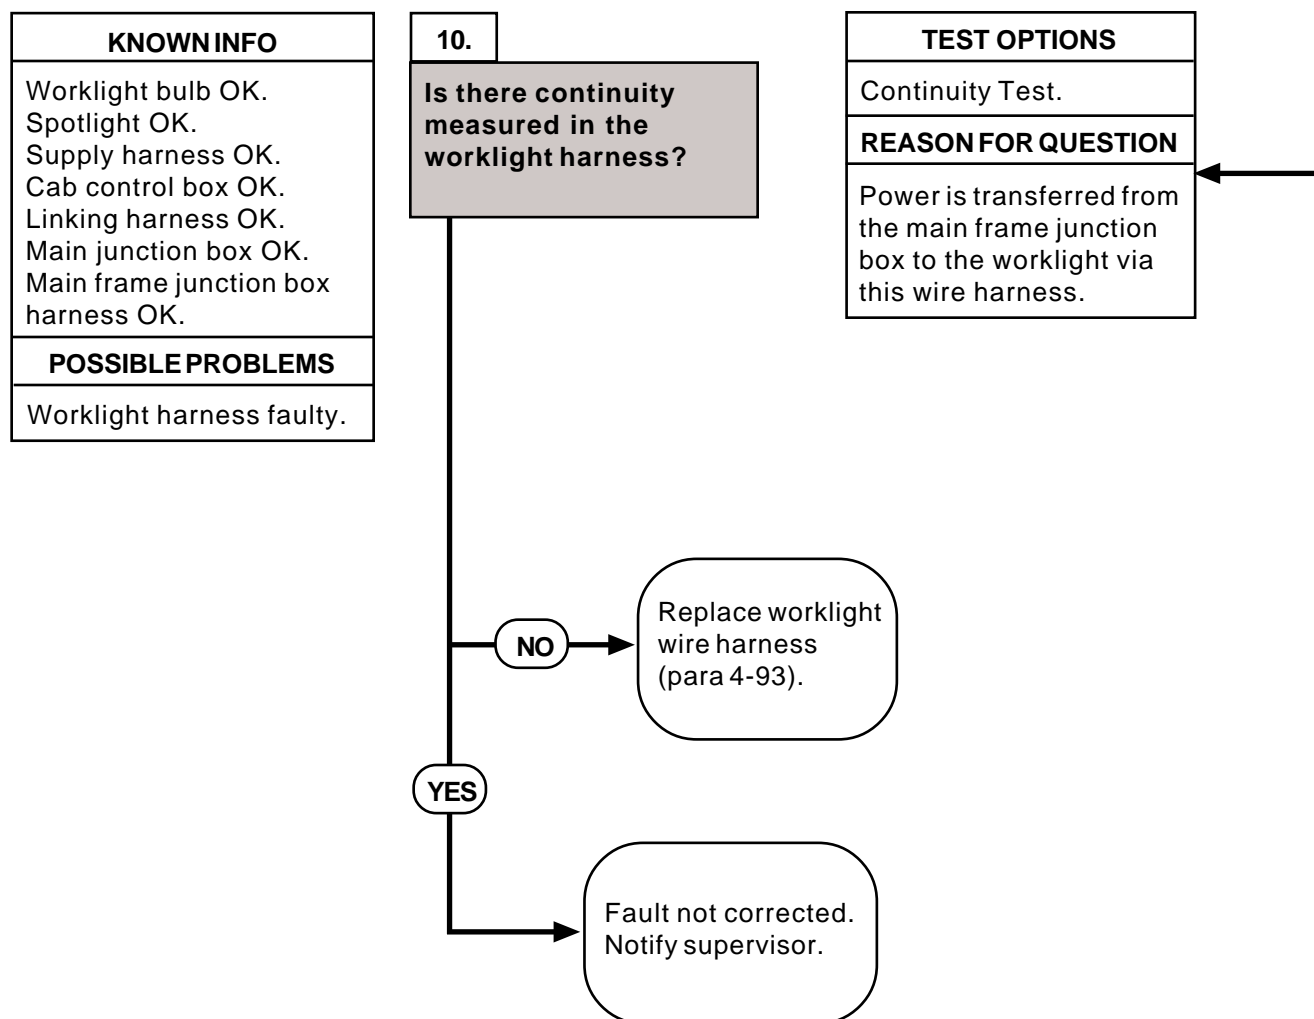 KNOWN INFO
Worklight bulb OK.
Spotlight OK.
Supply harness OK.
Cab control box OK.
Linking harness OK.
Main junction box OK.
Main frame junction box
harness OK.
POSSIBLE PROBLEMS
Worklight harness faulty.
10.
Is there continuity
measured in the
worklight harness?
TEST OPTIONS
Continuity Test.
REASON FOR QUESTION
Power is transferred from
the main frame junction
box to the worklight via
this wire harness.
NO
Replace worklight
wire harness
(para 4-93).
YES
Fault not corrected.
Notify supervisor.